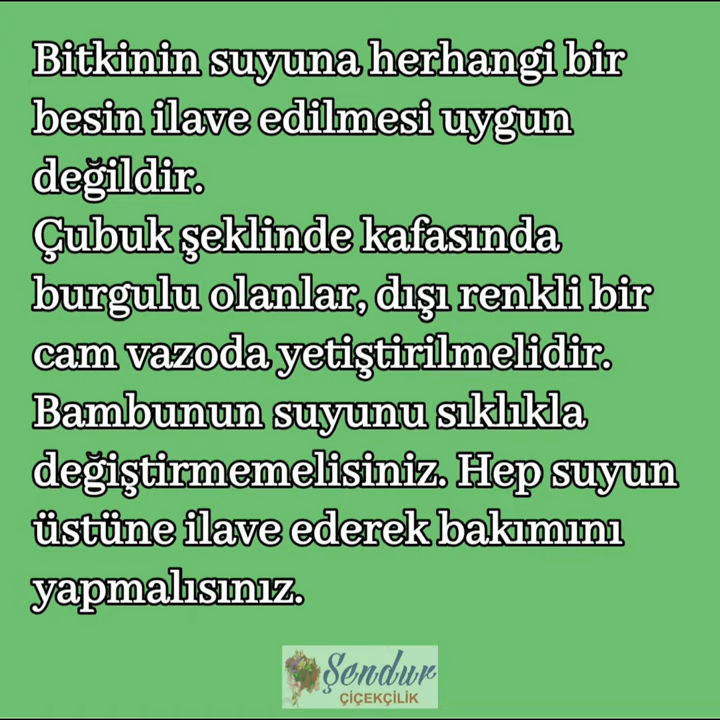 Bitkinin suyuna herhangi bir
besin ilave edilmesi uygun
değildir.
Çubuk şeklinde kafasında
burgulu olanlar, dışı renkli bir
cam vazoda yetiştirilmelidir.
Bambunun suyunu sıklıkla
değiştirmemelisiniz. Hep suyun
üstüne ilave ederek bakımını
yapmalısınız.
Şendur
ÇİÇEKÇİLİK